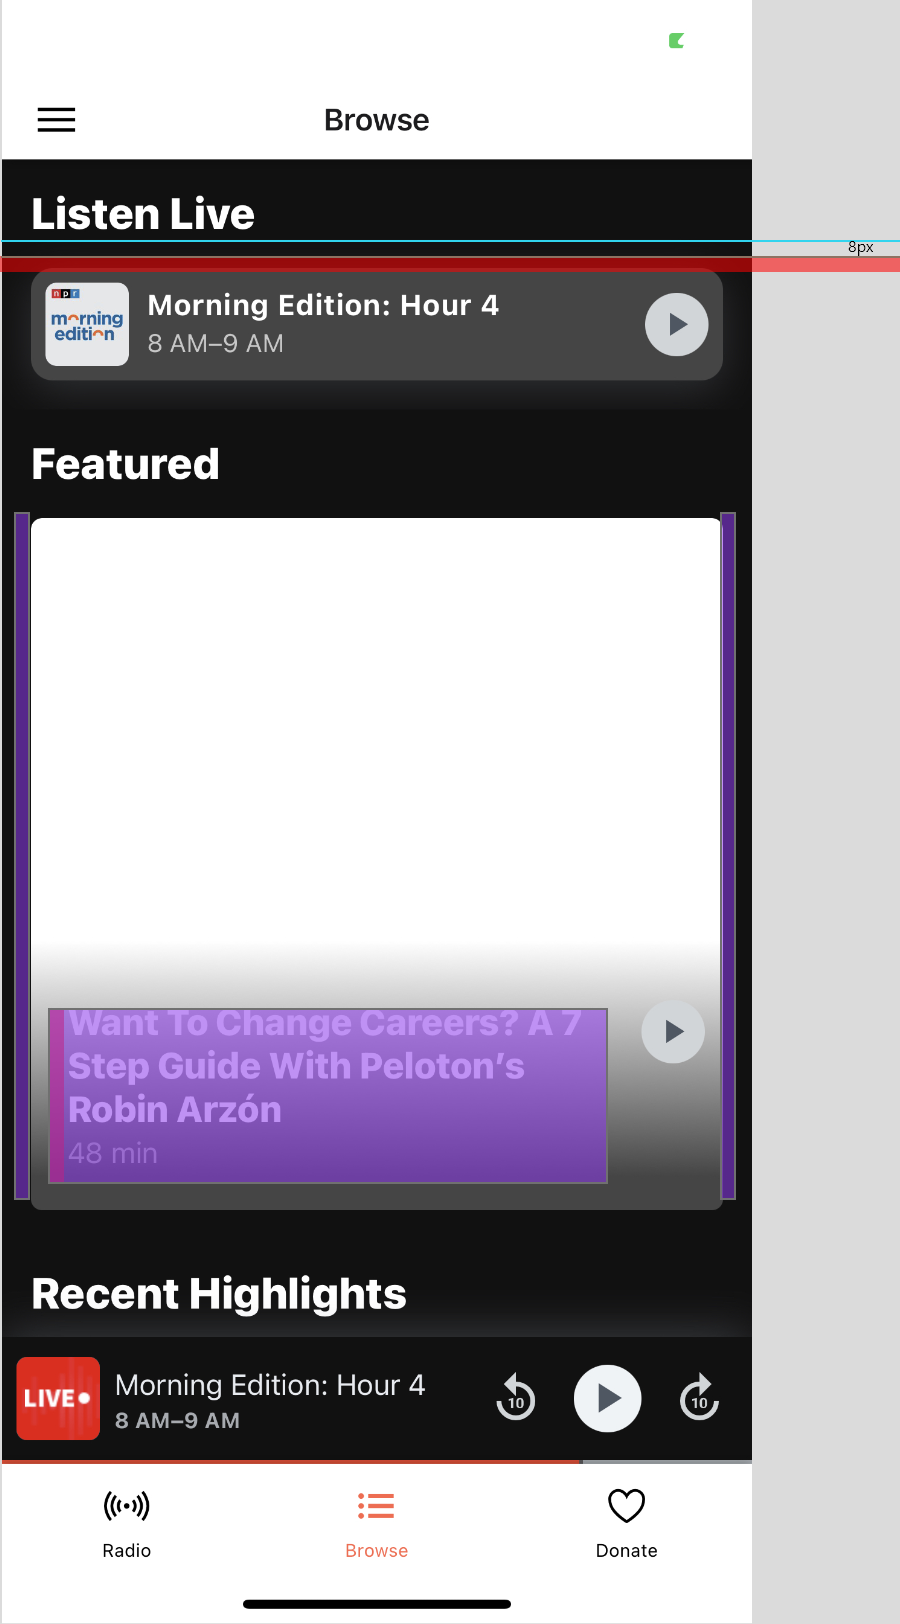 Browse
Listen Live
8px
npr
morning
edition
Morning Edition: Hour 4
8 AM–9 AM
Featured
Want To Change Careers? A 7
Step Guide With Peloton’s
Robin Arzón
48 min
Recent Highlights
LIVE
Morning Edition: Hour 4
8 AM–9 AM
10
10
Radio
Browse
Donate